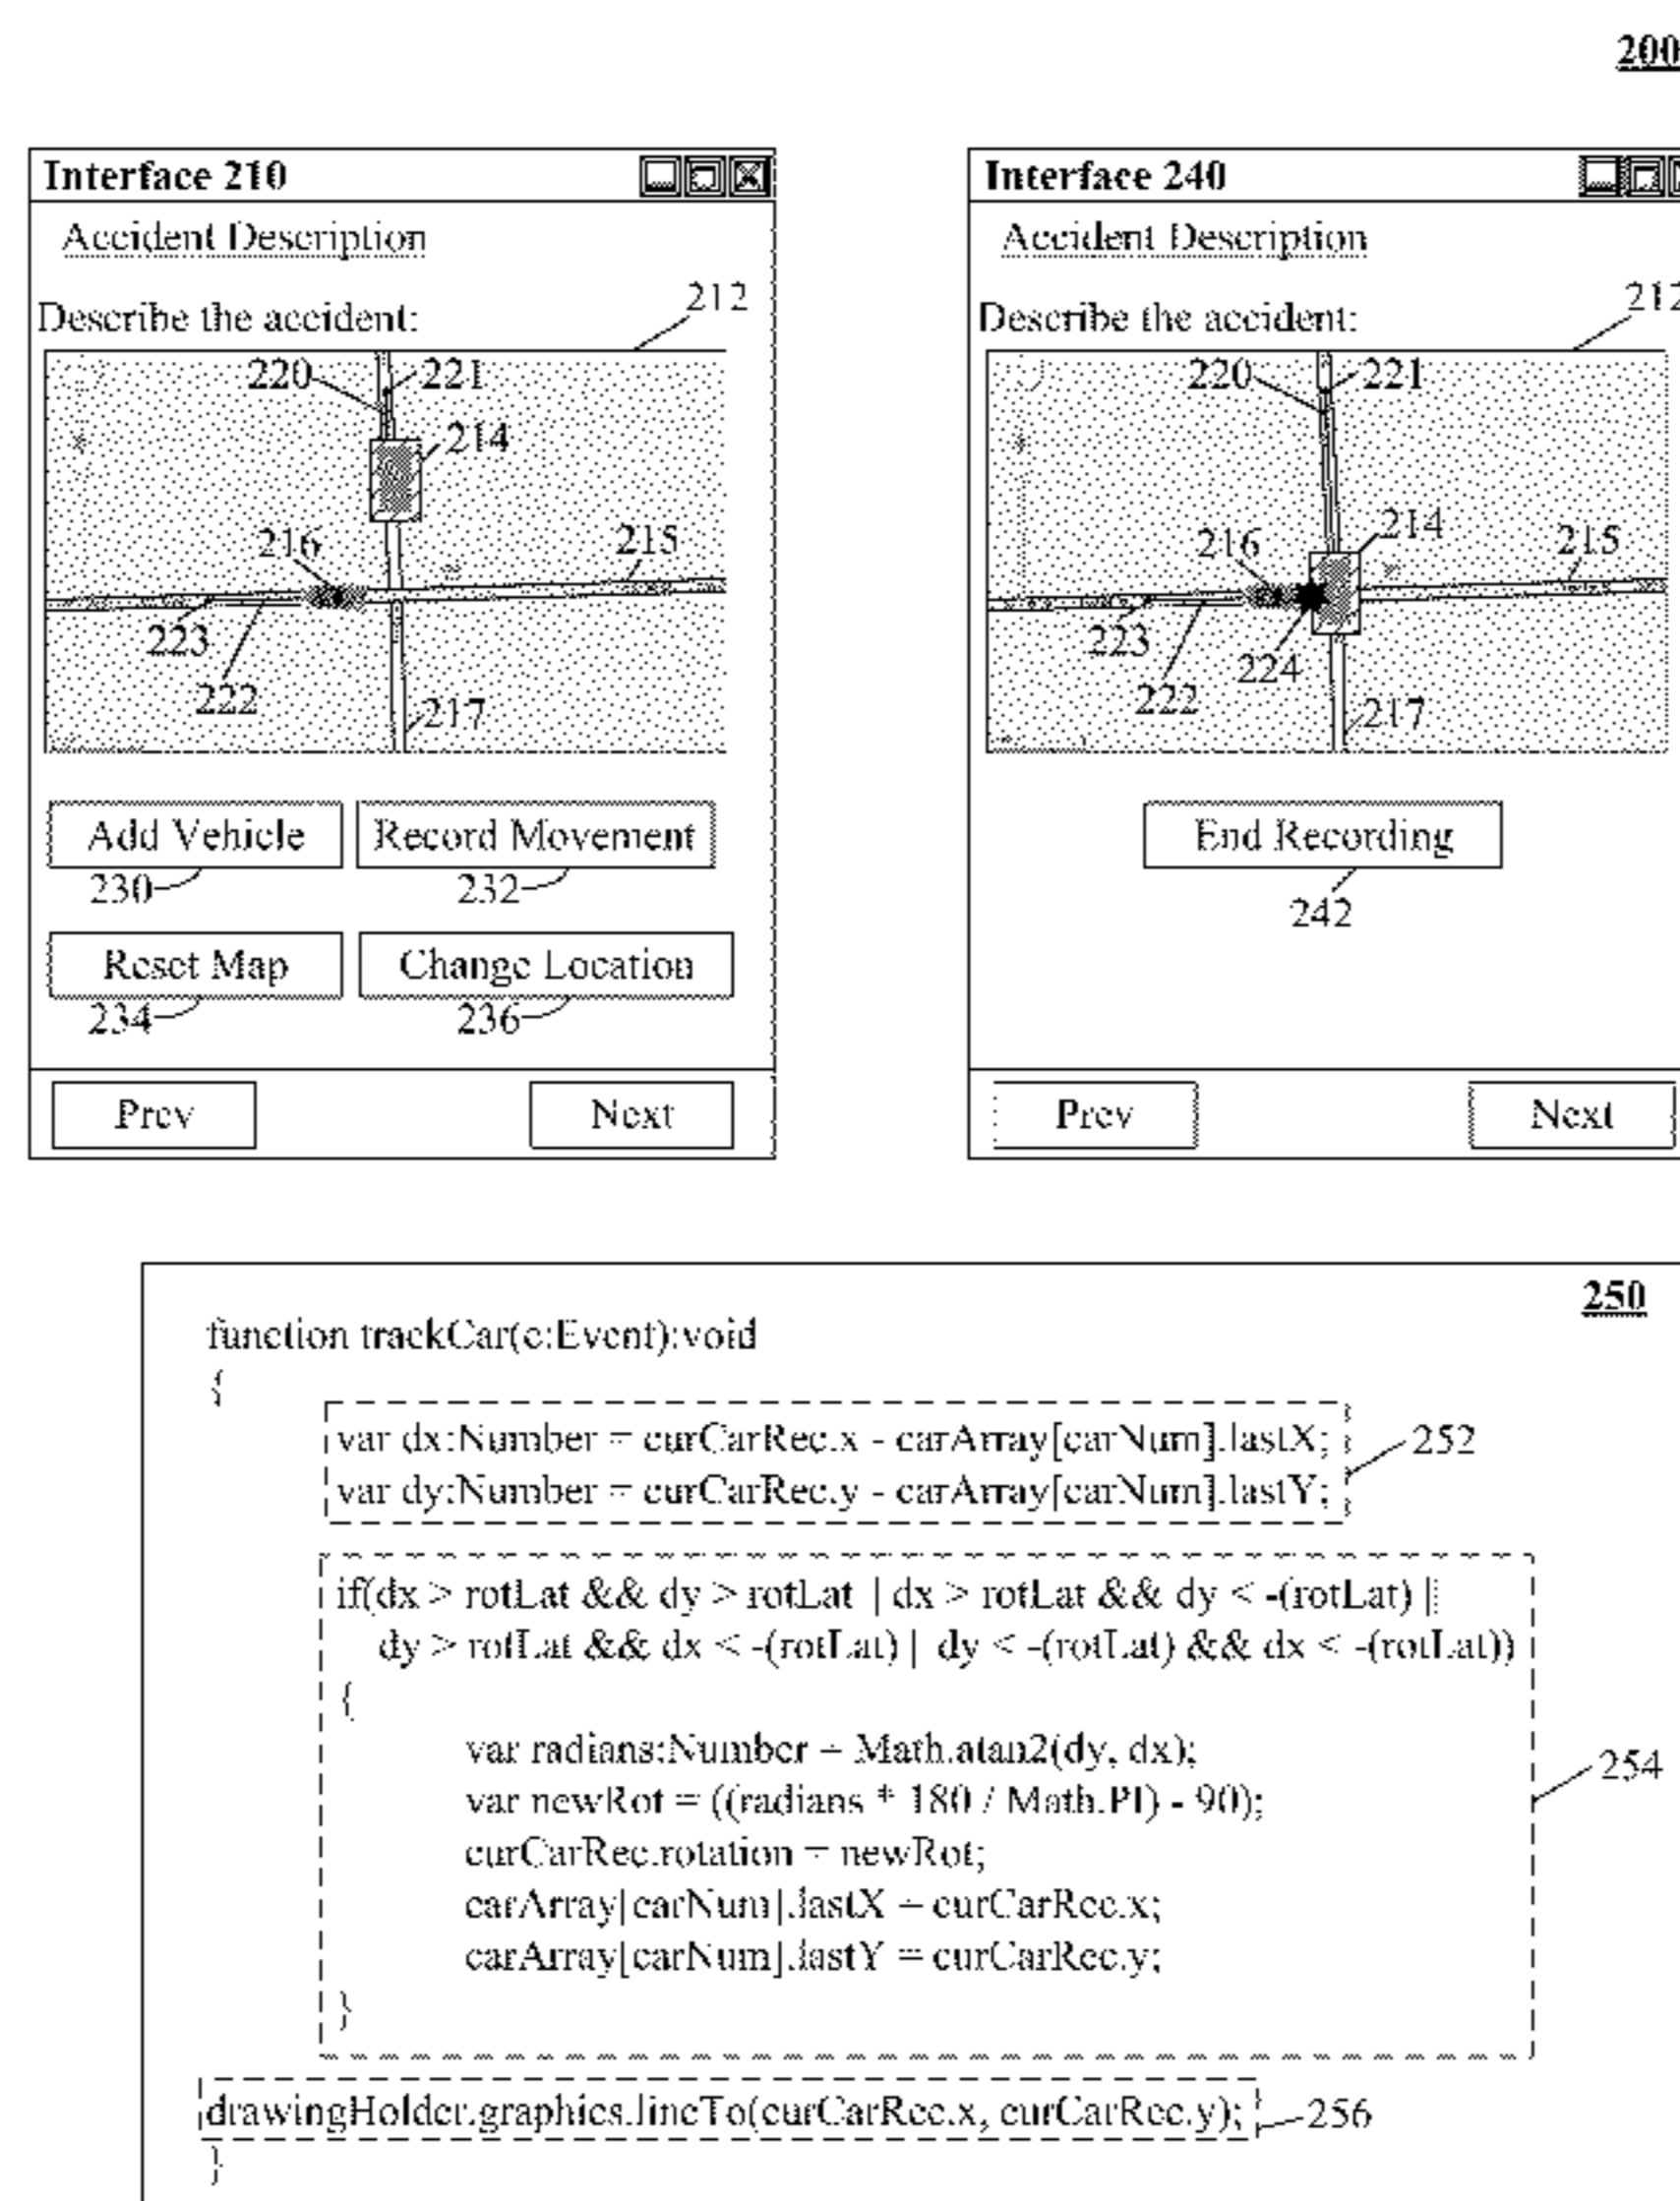 200
Interface 210
Accident Description
Describe the accident:
212
220
221
214
216
215
223
222
217
Add Vehicle
Record Movement
230
232
Reset Map
Change Location
234
236
Prev
Next
Interface 240
Accident Description
Describe the accident:
212
220
221
214
216
215
223
224
222
217
End Recording
242
Prev
Next
250
function trackCar(e:Event):void
{
var dx:Number = curCarRec.x - carArray[carNum].lastX;
var dy:Number = curCarRec.y - carArray[carNum].lastY;
252
if(dx > rotLat && dy > rotLat | dx > rotLat && dy < -(rotLat) |
dy > rotLat && dx < -(rotLat) | dy < -(rotLat) && dx < -(rotLat))
{
var radians:Number = Math.atan2(dy, dx);
var newRot = ((radians * 180 / Math.PI) - 90);
curCarRec.rotation = newRot;
carArray[carNum].lastX = curCarRec.x;
carArray[carNum].lastY = curCarRec.y;
}
254
drawingHolder.graphics.lineTo(curCarRec.x, curCarRec.y);
256
}